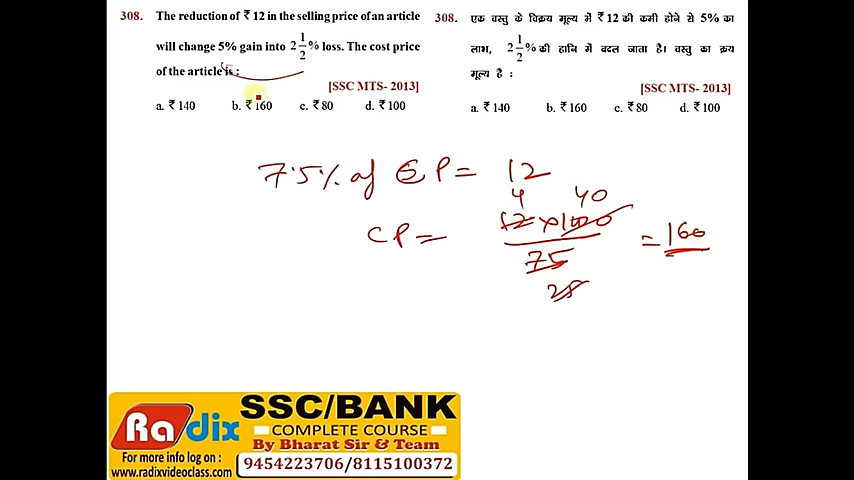 308. The reduction of ₹ 12 in the selling price of an article
will change 5% gain into 2 1/2 % loss. The cost price
of the article is :
[SSC MTS- 2013]
a. ₹ 140 b. ₹ 160 c. ₹ 80 d. ₹ 100
308. एक वस्तु के विक्रय मूल्य में ₹ 12 की कमी होने से 5% का
लाभ, 2 1/2 % की हानि में बदल जाता है। वस्तु का क्रय
मूल्य है :
[SSC MTS- 2013]
a. ₹ 140 b. ₹ 160 c. ₹ 80 d. ₹ 100
7.5% of CP = 12
4 40
CP = 12 × 1000 / 75 = 160
25
Radix
SSC/BANK
COMPLETE COURSE
By Bharat Sir & Team
For more info log on :
www.radixvideoclass.com
9454223706/8115100372